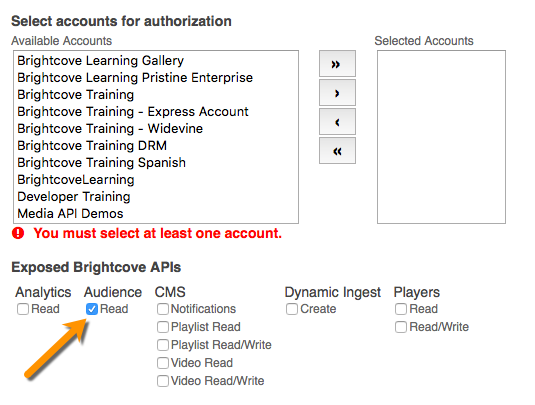 Select accounts for authorization
Available Accounts
Selected Accounts
Brightcove Learning Gallery
Brightcove Learning Pristine Enterprise
Brightcove Training
Brightcove Training - Express Account
Brightcove Training - Widevine
Brightcove Training DRM
Brightcove Training Spanish
BrightcoveLearning
Developer Training
Media API Demos
»
›
‹
«
You must select at least one account.
Exposed Brightcove APIs
Analytics Audience CMS Dynamic Ingest Players
Read Read Notifications Create Read
Playlist Read Read/Write
Playlist Read/Write
Video Read
Video Read/Write